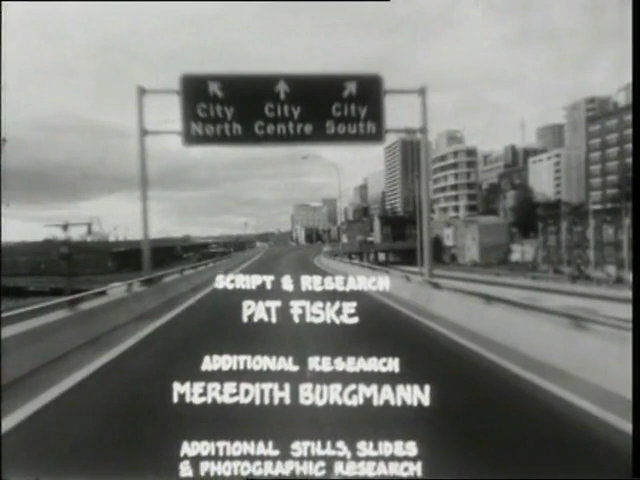 City City City
North Centre South
SCRIPT & RESEARCH
PAT FISKE
ADDITIONAL RESEARCH
MEREDITH BURGMANN
ADDITIONAL STILLS, SLIDES
& PHOTOGRAPHIC RESEARCH